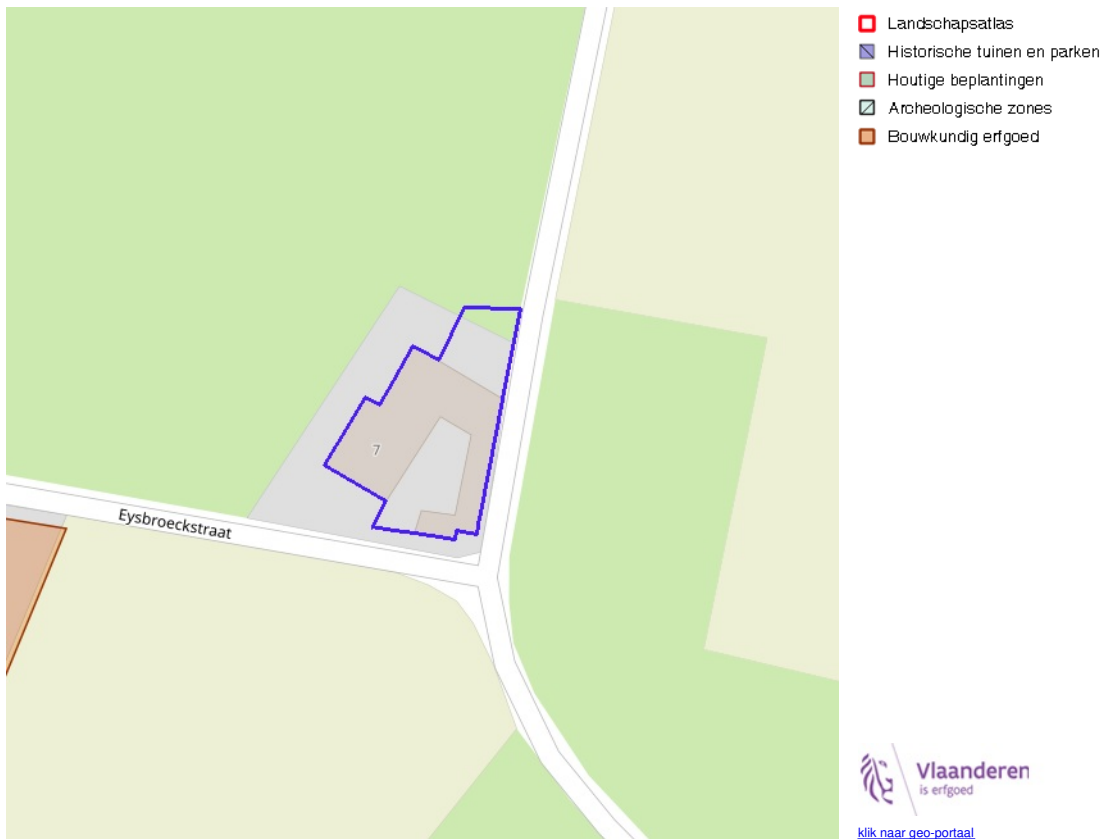 Landschapsatlas
Historische tuinen en parken
Houtige beplantingen
Archeologische zones
Bouwkundig erfgoed
7
Eysbroeckstraat
Vlaanderen
is erfgoed
klik naar geo-portaal